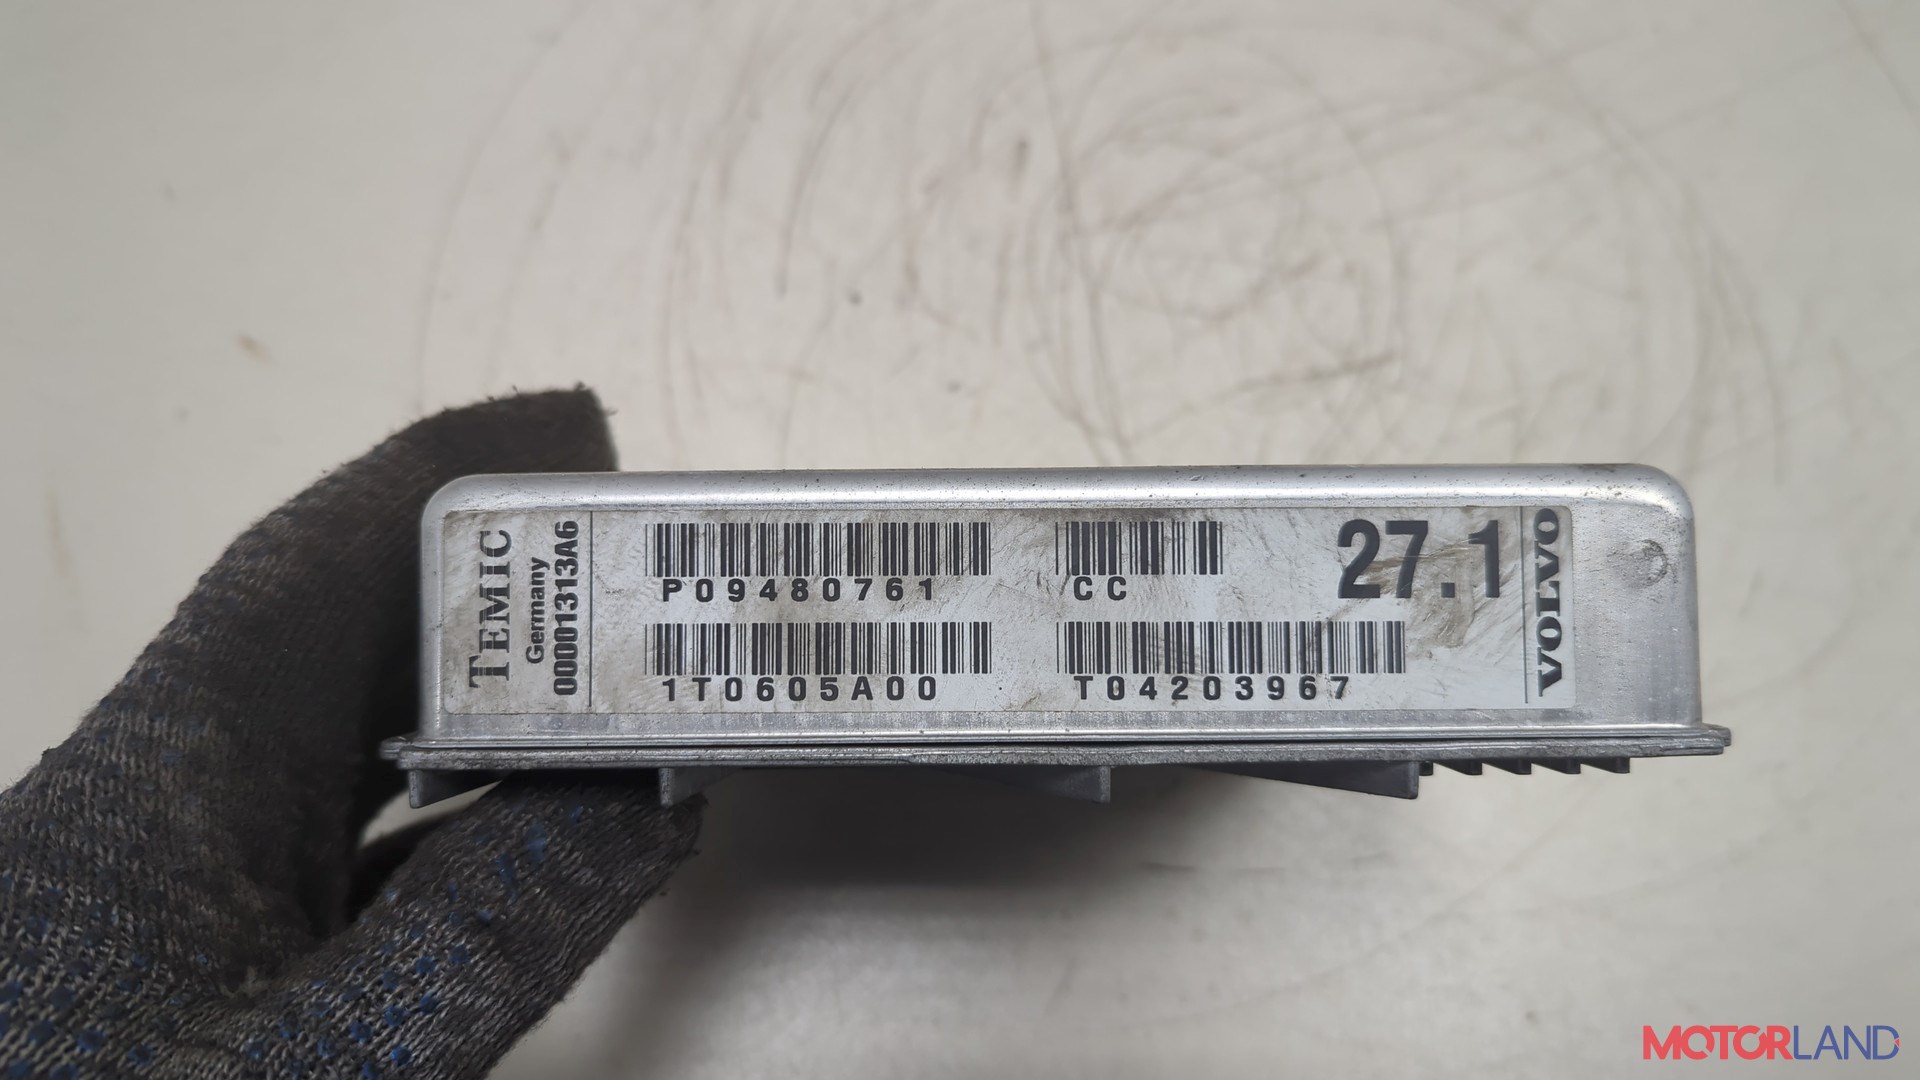 TEMIC
Germany
00001313A6
P09480761
CC
27.1
1T0605A00
T04203967
VOLVO
MOTORLAND